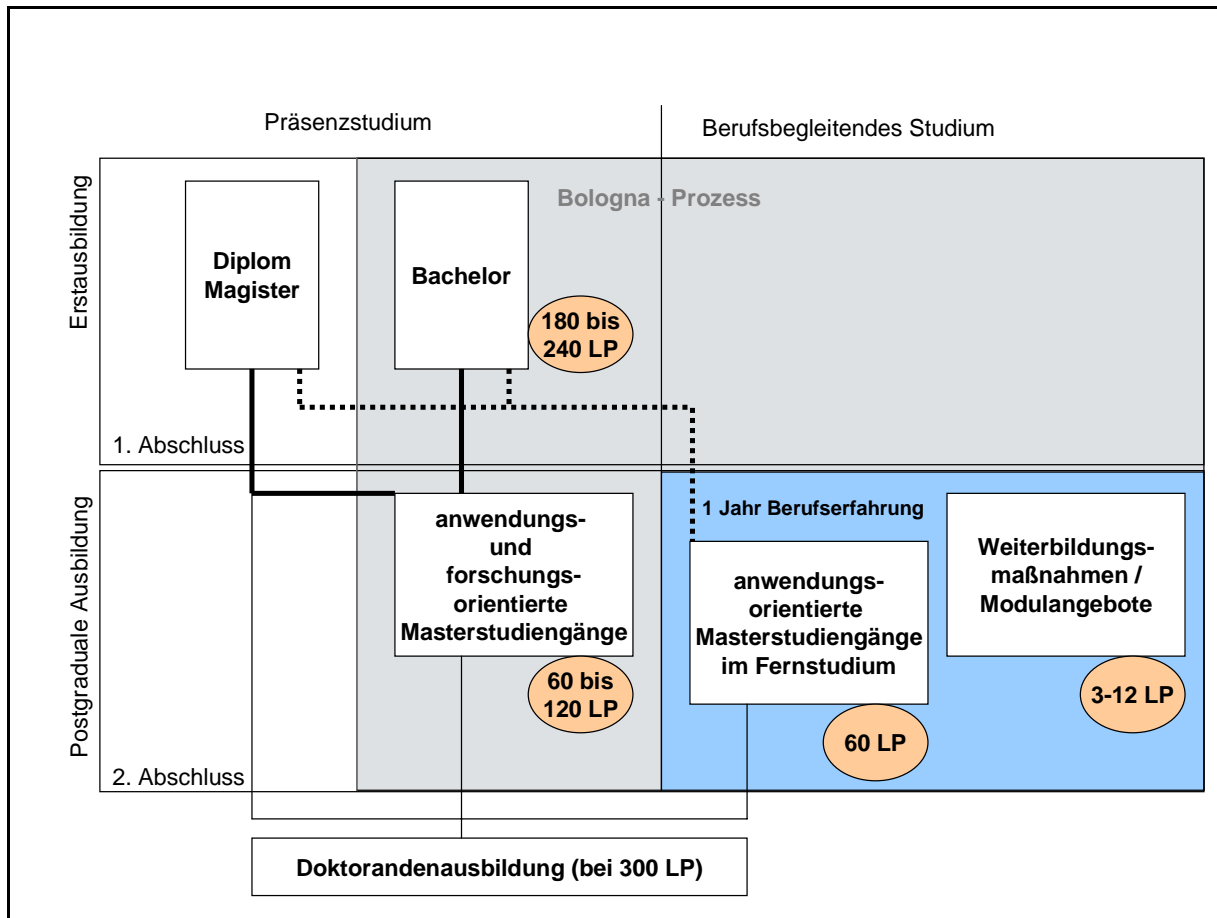 Präsenzstudium
Berufsbegleitendes Studium
Erstausbildung
Bologna - Prozess
Diplom
Magister
Bachelor
180 bis
240 LP
1. Abschluss
Postgraduale Ausbildung
anwendungs-
und
forschungs-
orientierte
Masterstudiengänge
60 bis
120 LP
1 Jahr Berufserfahrung
anwendungs-
orientierte
Masterstudiengänge
im Fernstudium
60 LP
Weiterbildungs-
maßnahmen /
Modulangebote
3-12 LP
2. Abschluss
Doktorandenausbildung (bei 300 LP)